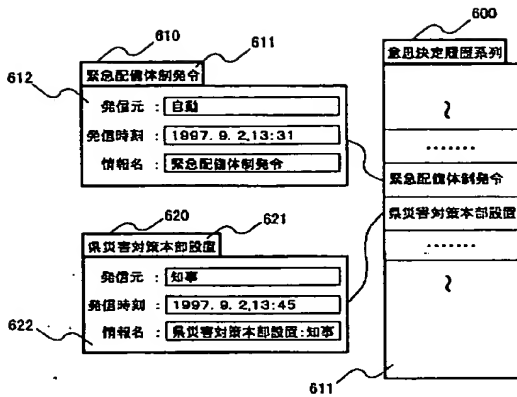 610
611
緊急配備体制発令
612
発信元 : 自動
発信時刻 : 1997. 9. 2,13:31
情報名 : 緊急配備体制発令
620
621
県災害対策本部設置
発信元 : 知事
発信時刻 : 1997. 9. 2,13:45
622
情報名 : 県災害対策本部設置:知事
600
意思決定履歴系列
~
.......
緊急配備体制発令
県災害対策本部設置
.......
~
611